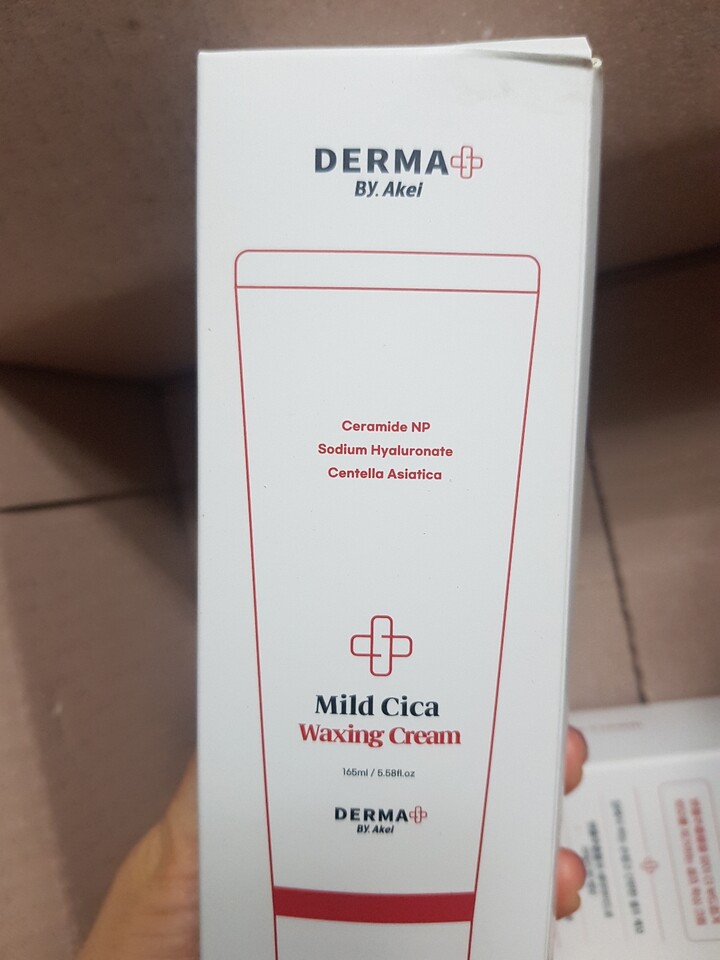 DERMA
BY. Akei
Ceramide NP
Sodium Hyaluronate
Centella Asiatica
Mild Cica
Waxing Cream
165ml / 5.58fl.oz
DERMA
BY. Akei